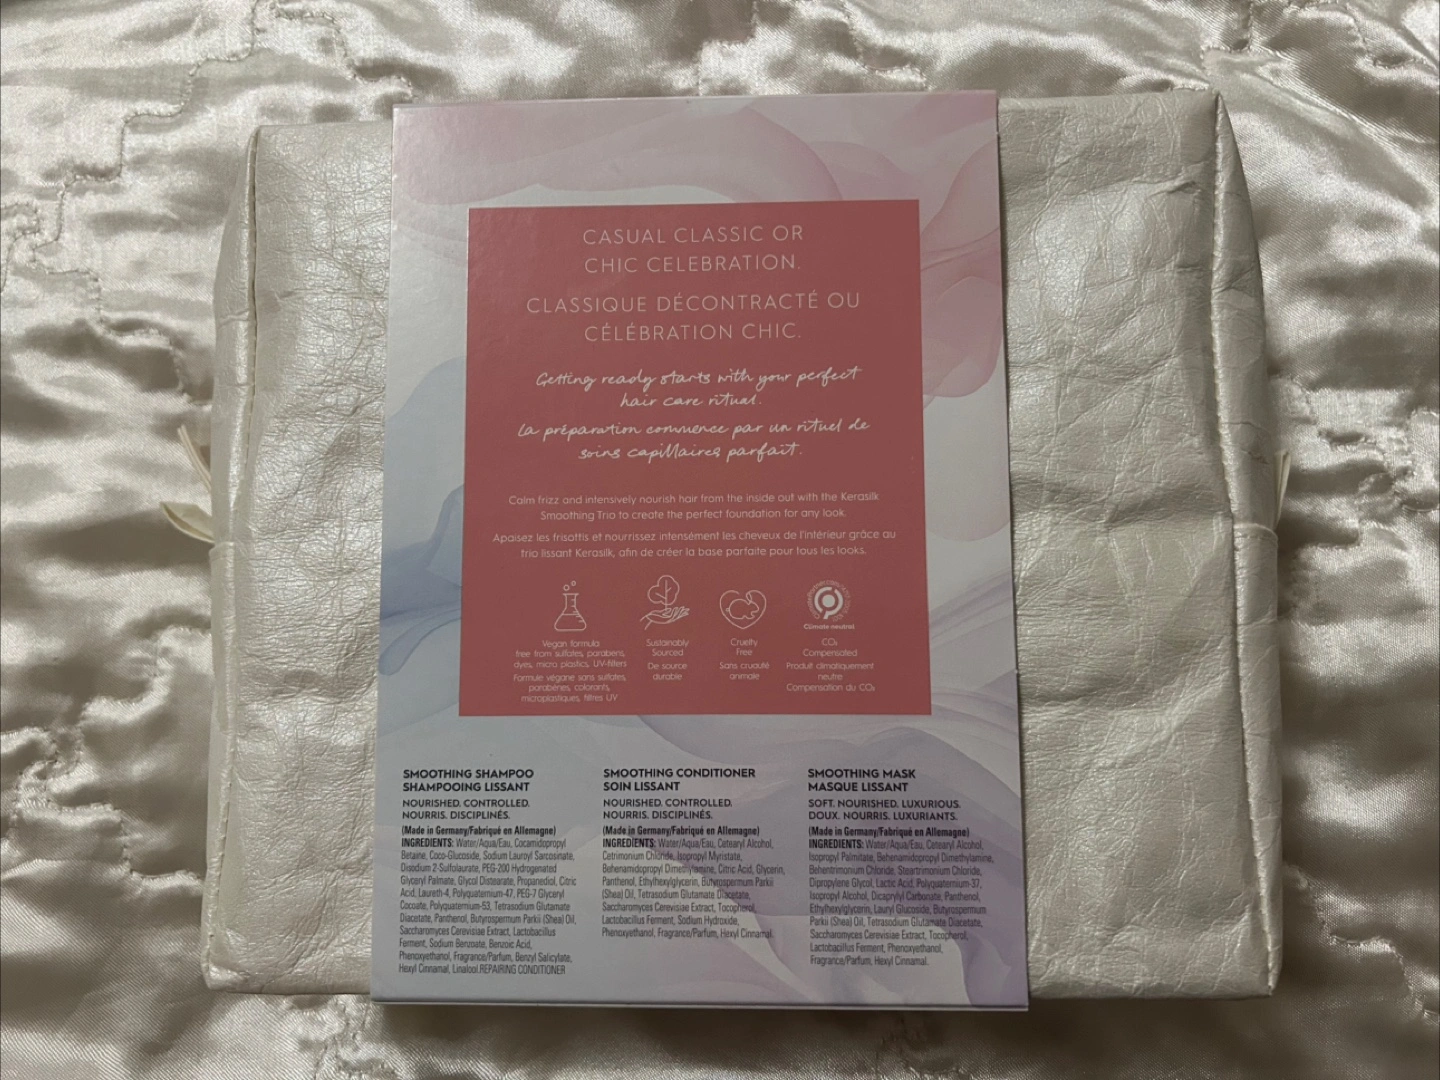 CASUAL CLASSIC OR
CHIC CELEBRATION.
CLASSIQUE DÉCONTRACTÉ OU
CÉLÉBRATION CHIC.
Getting ready starts with your perfect
hair care ritual.
La préparation commence par un rituel de
soins capillaires parfait.
Calm frizz and intensively nourish hair from the inside out with the Kerasilk
Smoothing Trio to create the perfect foundation for any look.
Apaisez les frisottis et nourrissez intensément les cheveux de l'intérieur grâce au
trio lissant Kerasilk, afin de créer la base parfaite pour tous les looks.
Vegan formula
free from sulfates, parabens,
dyes, micro plastics, UV-filters
Formule végane sans sulfates,
parabènes, colorants,
microplastiques, filtres UV
Sustainably
Sourced
De source
durable
Cruelty
Free
Sans cruauté
animale
Climate neutral
CO₂
Compensated
Produit climatiquement
neutre
Compensation du CO₂
SMOOTHING SHAMPOO
SHAMPOOING LISSANT
NOURISHED. CONTROLLED.
NOURRIS. DISCIPLINÉS.
(Made in Germany/Fabriqué en Allemagne)
INGREDIENTS: Water/Aqua/Eau, Cocamidopropyl
Betaine, Coco-Glucoside, Sodium Lauroyl Sarcosinate,
Disodium 2-Sulfolaurate, PEG-200 Hydrogenated
Glyceryl Palmate, Glycol Distearate, Propanediol, Citric
Acid, Laureth-4, Polyquaternium-47, PEG-7 Glyceryl
Cocoate, Polyquaternium-53, Tetrasodium Glutamate
Diacetate, Panthenol, Butyrospermum Parkii (Shea) Oil,
Saccharomyces Cerevisiae Extract, Lactobacillus
Ferment, Sodium Benzoate, Benzoic Acid,
Phenoxyethanol, Fragrance/Parfum, Benzyl Salicylate,
Hexyl Cinnamal, Linalool.REPAIRING CONDITIONER
SMOOTHING CONDITIONER
SOIN LISSANT
NOURISHED. CONTROLLED.
NOURRIS. DISCIPLINÉS.
(Made in Germany/Fabriqué en Allemagne)
INGREDIENTS: Water/Aqua/Eau, Cetearyl Alcohol,
Cetrimonium Chloride, Isopropyl Myristate,
Behenamidopropyl Dimethylamine, Citric Acid, Glycerin,
Panthenol, Ethylhexylglycerin, Butyrospermum Parkii
(Shea) Oil, Tetrasodium Glutamate Diacetate,
Saccharomyces Cerevisiae Extract, Tocopherol,
Lactobacillus Ferment, Sodium Hydroxide,
Phenoxyethanol, Fragrance/Parfum, Hexyl Cinnamal.
SMOOTHING MASK
MASQUE LISSANT
SOFT. NOURISHED. LUXURIOUS.
DOUX. NOURRIS. LUXURIANTS.
(Made in Germany/Fabriqué en Allemagne)
INGREDIENTS: Water/Aqua/Eau, Cetearyl Alcohol,
Isopropyl Palmitate, Behenamidopropyl Dimethylamine,
Behentrimonium Chloride, Steartrimonium Chloride,
Dipropylene Glycol, Lactic Acid, Polyquaternium-37,
Isopropyl Alcohol, Dicaprylyl Carbonate, Panthenol,
Ethylhexylglycerin, Lauryl Glucoside, Butyrospermum
Parkii (Shea) Oil, Tetrasodium Glutamate Diacetate,
Saccharomyces Cerevisiae Extract, Tocopherol,
Lactobacillus Ferment, Phenoxyethanol,
Fragrance/Parfum, Hexyl Cinnamal.